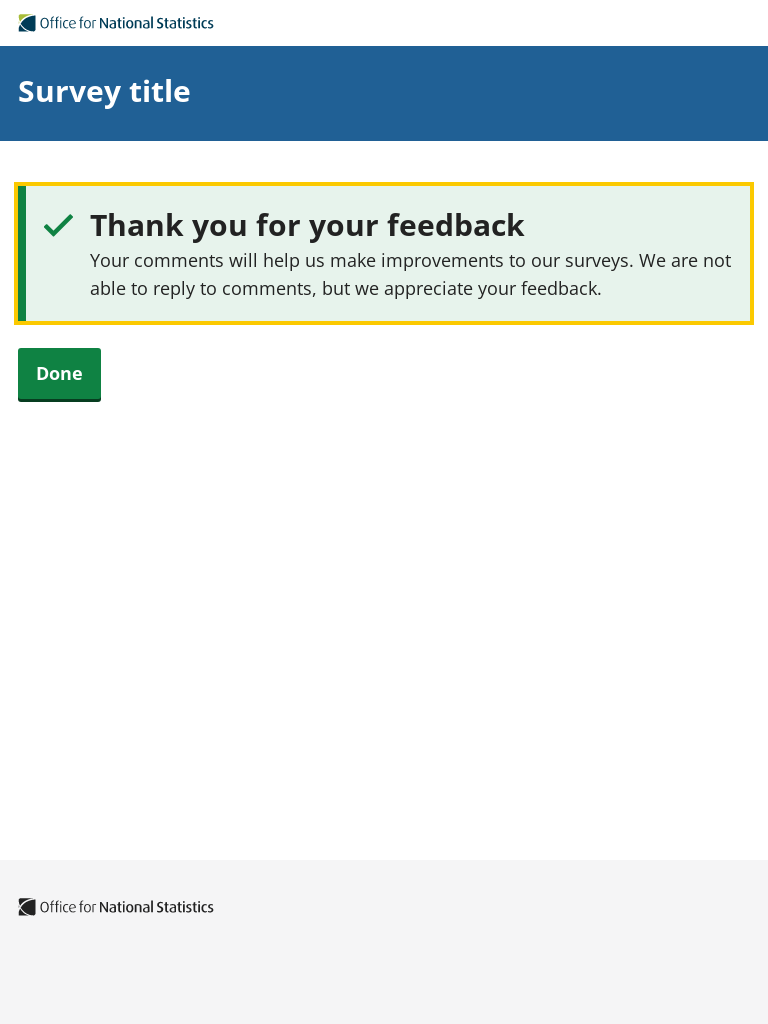 Office for National Statistics
Survey title
Thank you for your feedback
Your comments will help us make improvements to our surveys. We are not
able to reply to comments, but we appreciate your feedback.
Done
Office for National Statistics